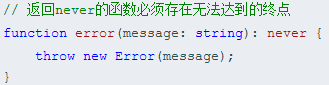 // 返回never的函数必须存在无法达到的终点
function error(message: string): never {
    throw new Error(message);
}